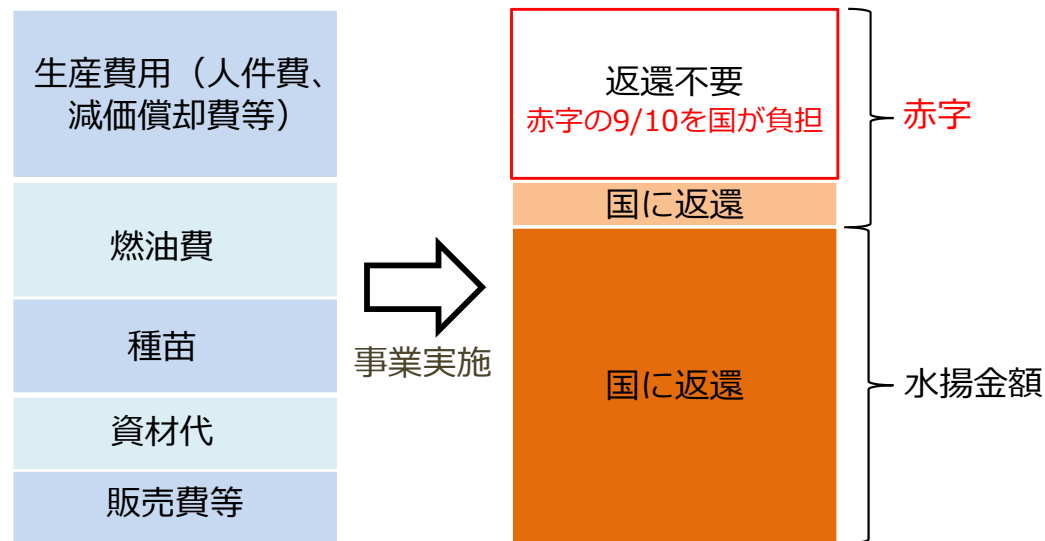 生産費用（人件費、
減価償却費等）
燃油費
種苗
資材代
販売費等
事業実施
返還不要
赤字の9/10を国が負担
国に返還
国に返還
赤字
水揚金額